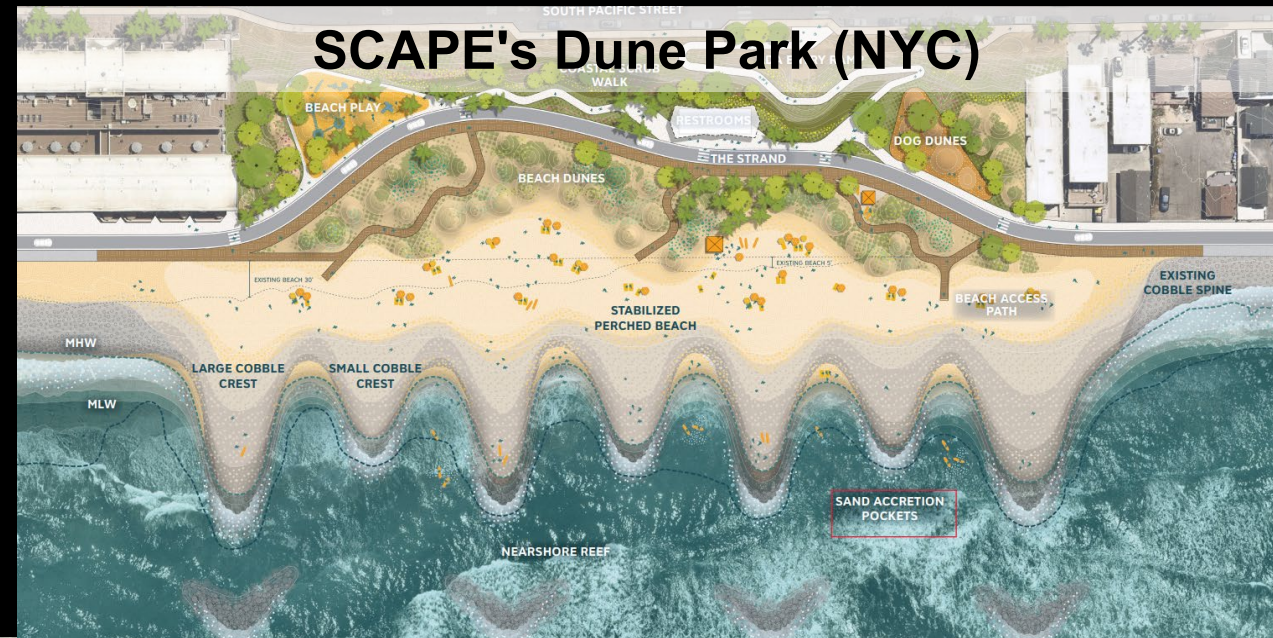 SOUTH PACIFIC STREET
SCAPE's Dune Park (NYC)
COASTAL SCRUB
WALK
BEACH PLAY
RESTROOMS
DOG DUNES
THE STRAND
BEACH DUNES
EXISTING BEACH 30'
EXISTING BEACH 5'
EXISTING
COBBLE SPINE
BEACH ACCESS
PATH
STABILIZED
PERCHED BEACH
MHW
LARGE COBBLE
CREST
SMALL COBBLE
CREST
MLW
SAND ACCRETION
POCKETS
NEARSHORE REEF